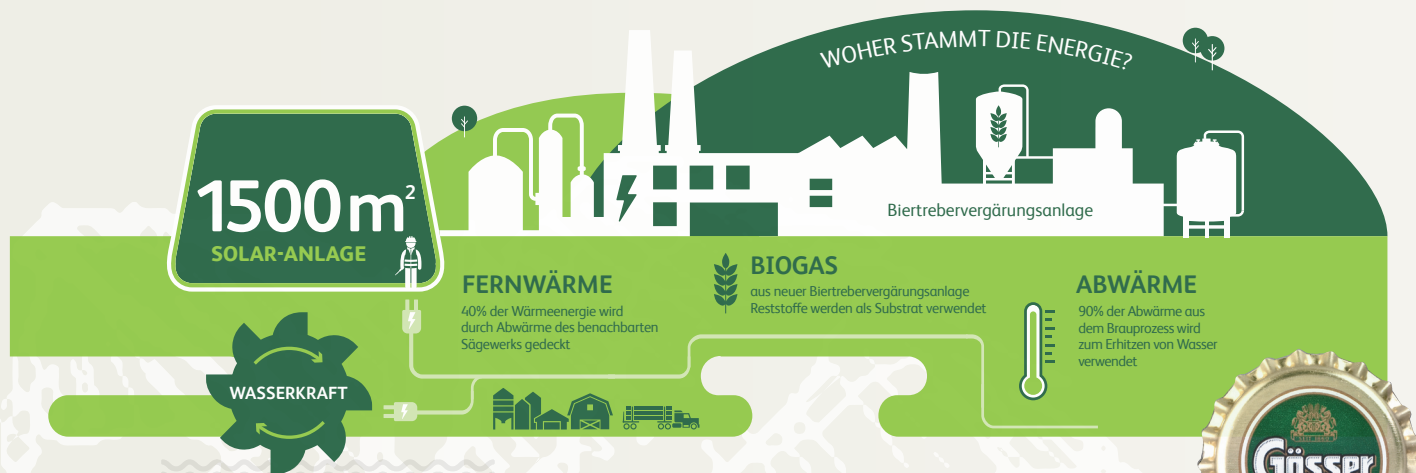 WOHER STAMMT DIE ENERGIE?
1500 m²
SOLAR-ANLAGE
Biertrebervergärungsanlage
FERNWÄRME
40% der Wärmeenergie wird
durch Abwärme des benachbarten
Sägewerks gedeckt
BIOGAS
aus neuer Biertrebervergärungsanlage
Reststoffe werden als Substrat verwendet
ABWÄRME
90% der Abwärme aus
dem Brauprozess wird
zum Erhitzen von Wasser
verwendet
WASSERKRAFT
Gösser